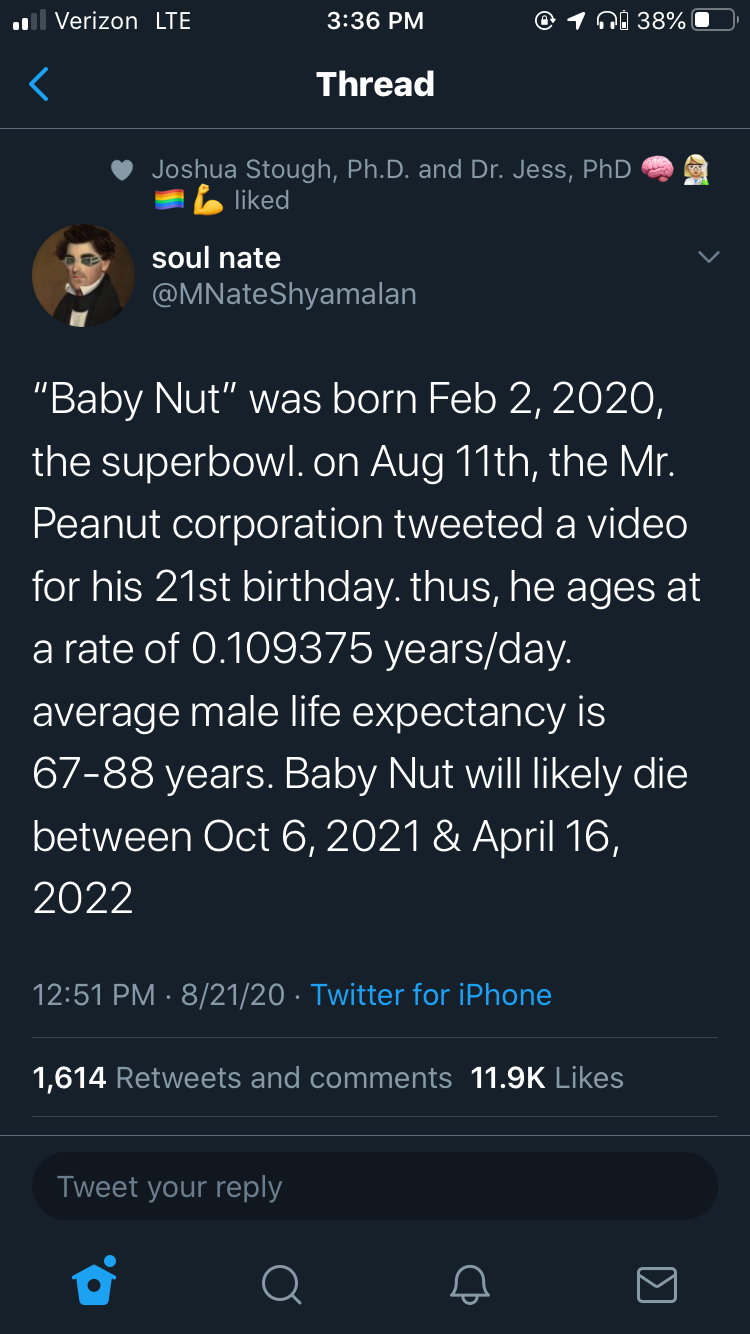 Verizon LTE 3:36 PM 38%
Thread
Joshua Stough, Ph.D. and Dr. Jess, PhD 🧠 👩🏼‍🔬
🏳️‍🌈 💪 liked
soul nate
@MNateShyamalan
“Baby Nut” was born Feb 2, 2020,
the superbowl. on Aug 11th, the Mr.
Peanut corporation tweeted a video
for his 21st birthday. thus, he ages at
a rate of 0.109375 years/day.
average male life expectancy is
67-88 years. Baby Nut will likely die
between Oct 6, 2021 & April 16,
2022
12:51 PM · 8/21/20 · Twitter for iPhone
1,614 Retweets and comments 11.9K Likes
Tweet your reply